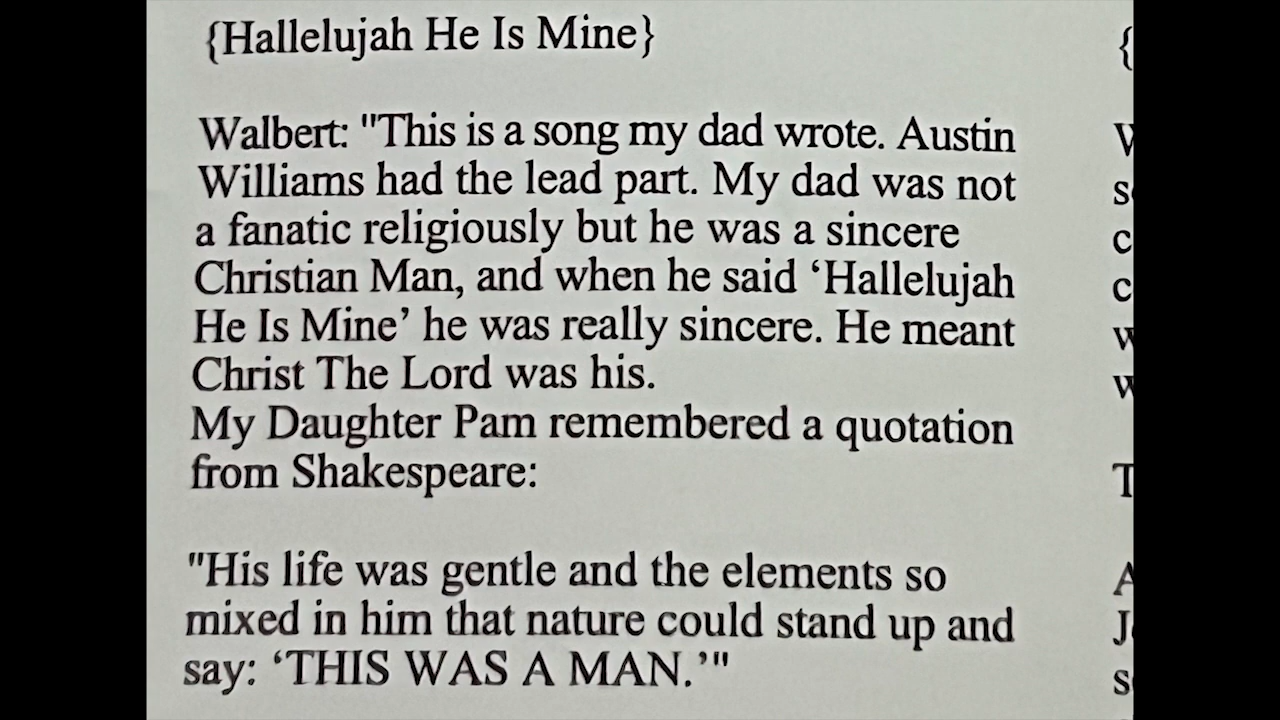 {Hallelujah He Is Mine}
Walbert: "This is a song my dad wrote. Austin
Williams had the lead part. My dad was not
a fanatic religiously but he was a sincere
Christian Man, and when he said ‘Hallelujah
He Is Mine’ he was really sincere. He meant
Christ The Lord was his.
My Daughter Pam remembered a quotation
from Shakespeare:
"His life was gentle and the elements so
mixed in him that nature could stand up and
say: ‘THIS WAS A MAN.’"